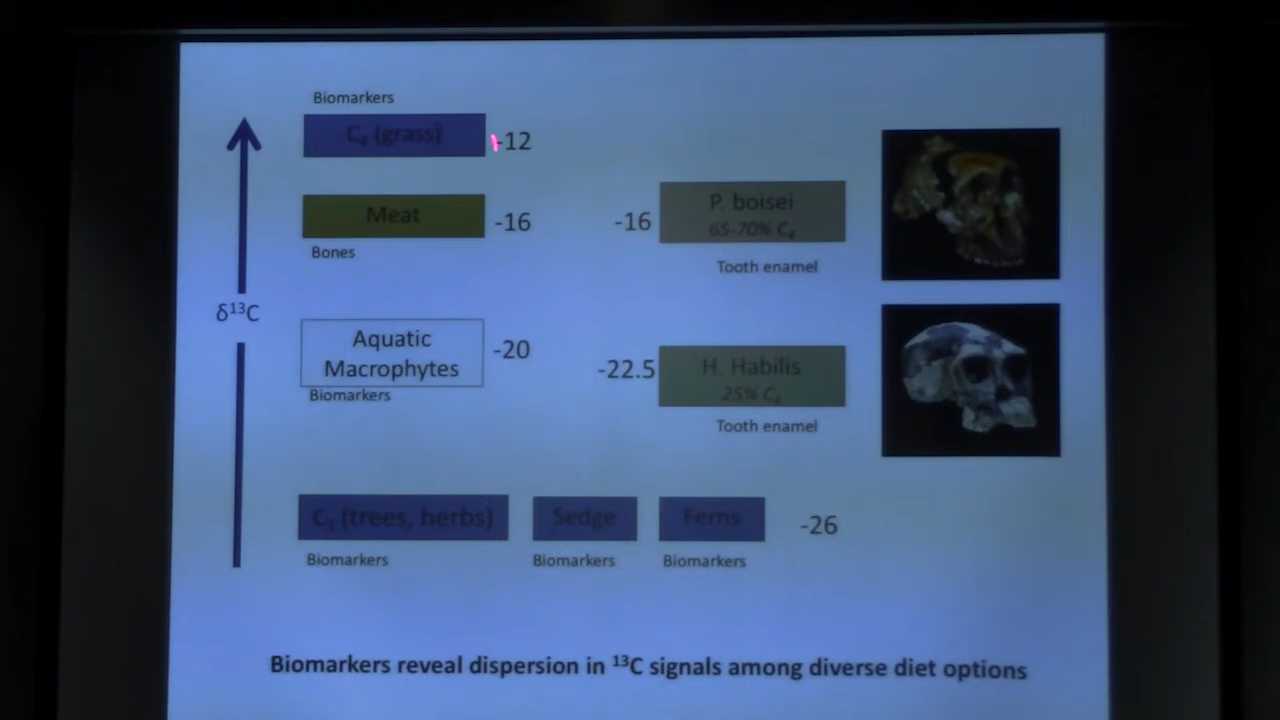 Biomarkers
C₄ (grass)
-12
Meat
-16
Bones
-16
P. boisei
65-70% C₄
Tooth enamel
δ¹³C
Aquatic
Macrophytes
-20
Biomarkers
-22.5
H. Habilis
25% C₄
Tooth enamel
C₃ (trees, herbs)
Sedge
Ferns
-26
Biomarkers
Biomarkers
Biomarkers
Biomarkers reveal dispersion in ¹³C signals among diverse diet options